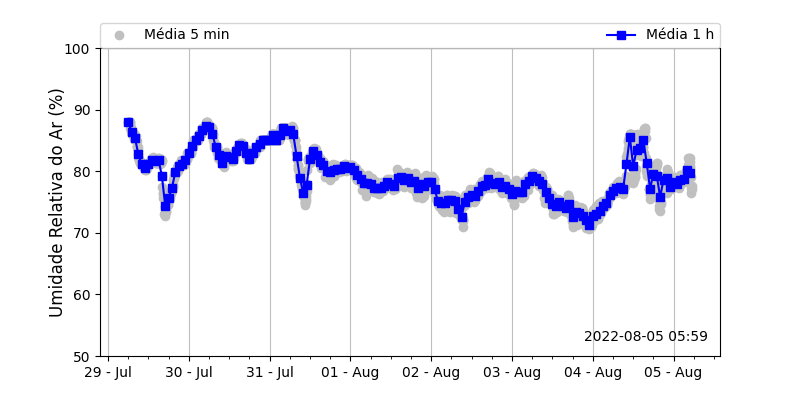 Média 5 min
Média 1 h
Umidade Relativa do Ar (%)
100
90
80
70
60
50
2022-08-05 05:59
29 - Jul
30 - Jul
31 - Jul
01 - Aug
02 - Aug
03 - Aug
04 - Aug
05 - Aug